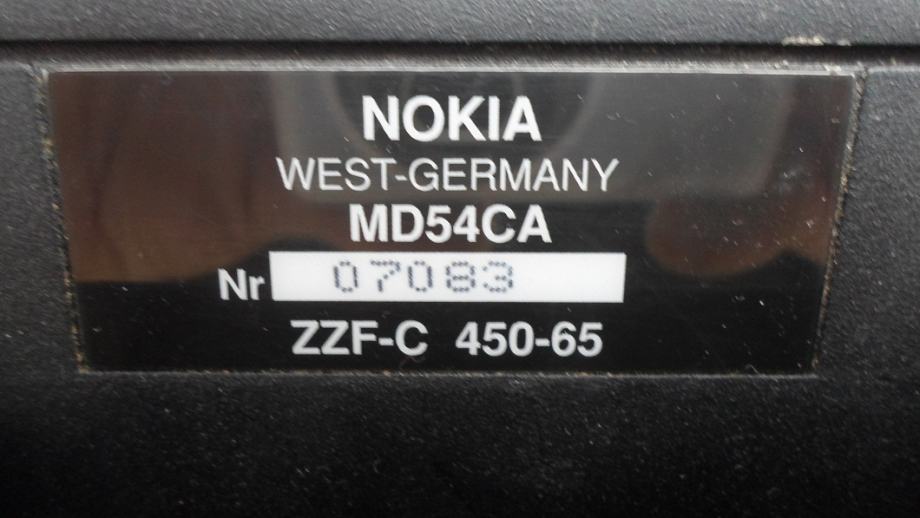 NOKIA
WEST-GERMANY
MD54CA
Nr 07083
ZZF-C 450-65